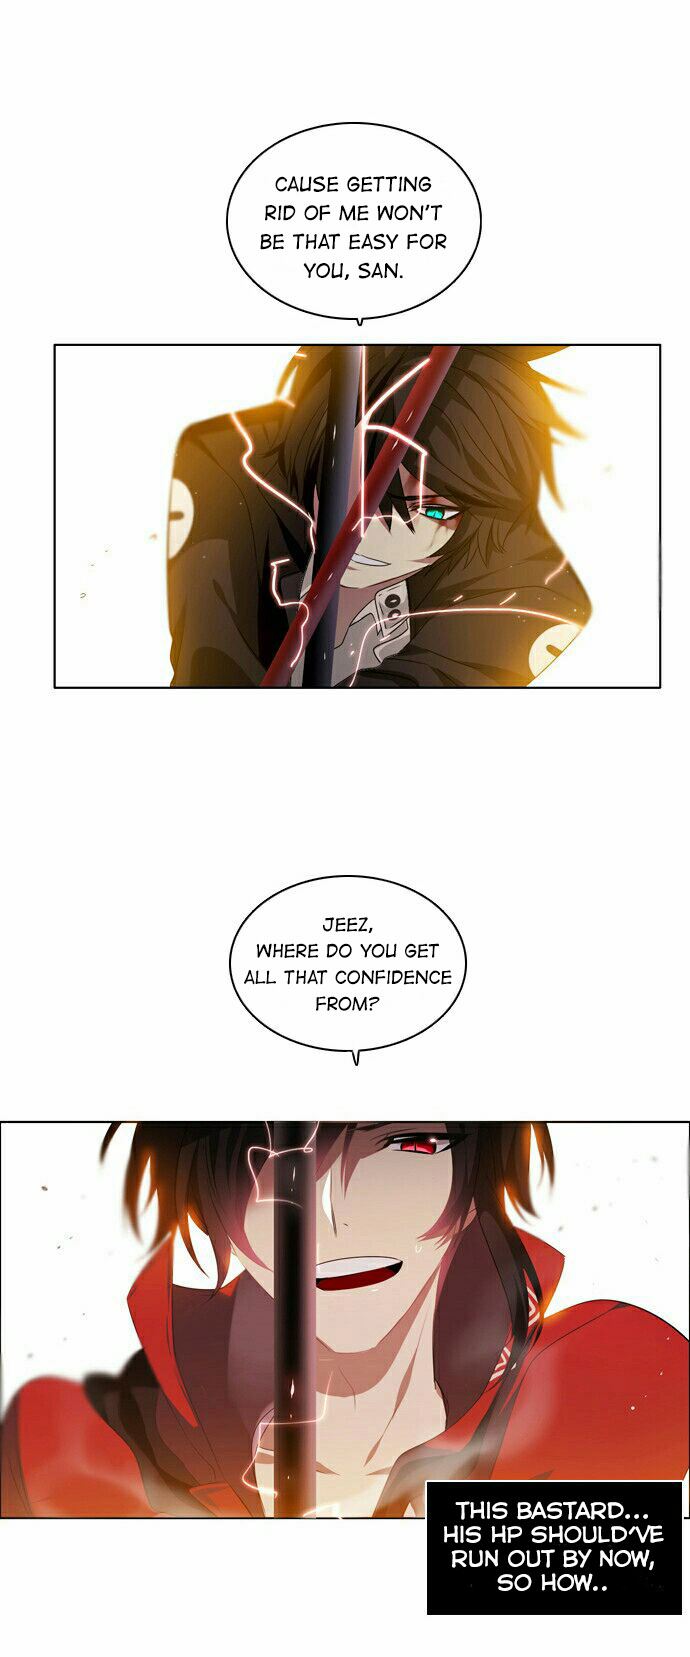 CAUSE GETTING
RID OF ME WON'T
BE THAT EASY FOR
YOU, SAN.
JEEZ,
WHERE DO YOU GET
ALL THAT CONFIDENCE
FROM?
THIS BASTARD...
HIS HP SHOULD'VE
RUN OUT BY NOW,
SO HOW..